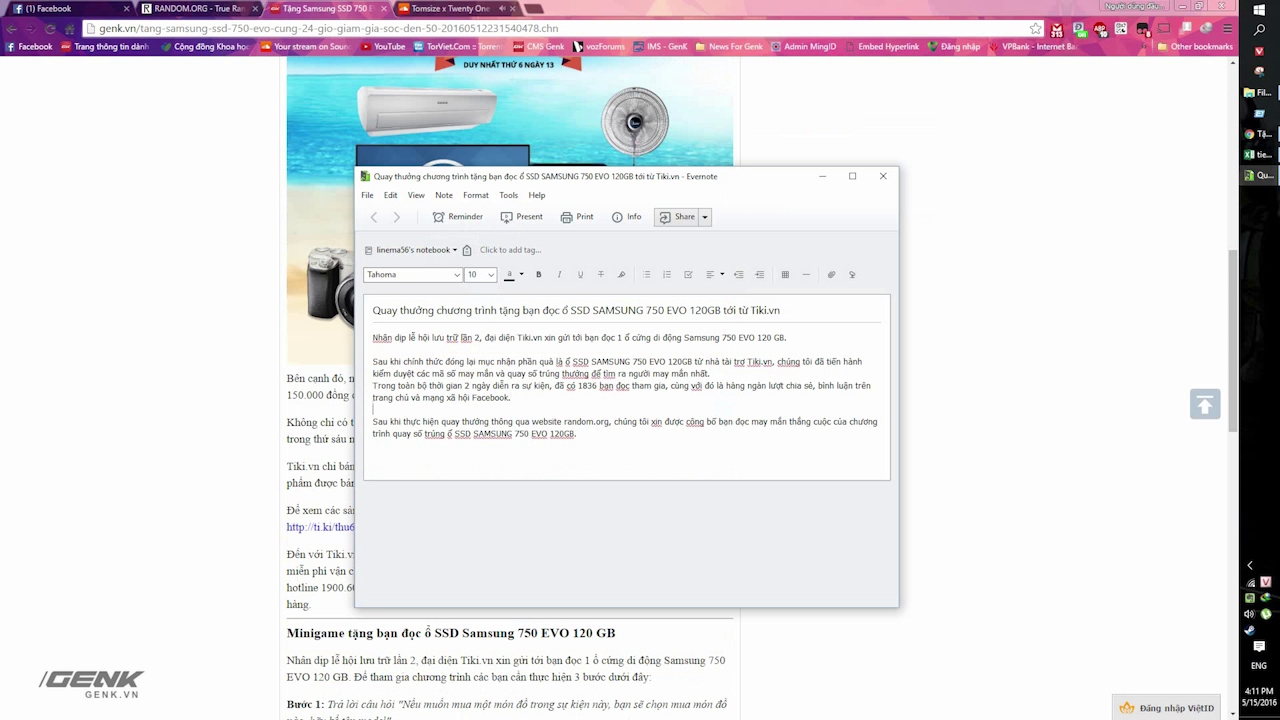 (1) Facebook
RANDOM.ORG - True Ran
Tặng Samsung SSD 750 E
Tomsize x Twenty One
Người dùng đầu
genk.vn/tang-samsung-ssd-750-evo-cung-24-gio-giam-gia-soc-den-50-20160512231540478.chn
Facebook
Trang thông tin dành
Cộng đồng Khoa học
Your stream on Sound
YouTube
TorViet.Com :: Torrent
CMS Genk
vozForums
IMS - GenK
News For Genk
Admin MingID
Embed Hyperlink
Đăng nhập
VPBank - Internet Ban
Other bookmarks
DUY NHẤT THỨ 6 NGÀY 13
Quay thưởng chương trình tặng bạn đọc ổ SSD SAMSUNG 750 EVO 120GB tới từ Tiki.vn - Evernote
File Edit View Note Format Tools Help
Reminder Present Print Info Share
linema56's notebook Click to add tag...
Tahoma 10
Quay thưởng chương trình tặng bạn đọc ổ SSD SAMSUNG 750 EVO 120GB tới từ Tiki.vn
Nhân dịp lễ hội lưu trữ lần 2, đại diện Tiki.vn xin gửi tới bạn đọc 1 ổ cứng di động Samsung 750 EVO 120 GB.
Sau khi chính thức đóng lại mục nhận phần quà là ổ SSD SAMSUNG 750 EVO 120GB từ nhà tài trợ Tiki.vn, chúng tôi đã tiến hành
kiểm duyệt các mã số may mắn và quay số trúng thưởng để tìm ra người may mắn nhất.
Trong toàn bộ thời gian 2 ngày diễn ra sự kiện, đã có 1836 bạn đọc tham gia, cùng với đó là hàng ngàn lượt chia sẻ, bình luận trên
trang chủ và mạng xã hội Facebook.
Sau khi thực hiện quay thưởng thông qua website random.org, chúng tôi xin được công bố bạn đọc may mắn thắng cuộc của chương
trình quay số trúng ổ SSD SAMSUNG 750 EVO 120GB.
Bên cạnh đó, n
150.000 đồng c
Không chỉ có t
trong thứ sáu n
Tiki.vn chỉ bán
phẩm được bán
Để xem các sản
http://ti.ki/thu6
Đến với Tiki.v
miễn phí vận c
hotline 1900.60
hàng.
Minigame tặng bạn đọc ổ SSD Samsung 750 EVO 120 GB
Nhân dịp lễ hội lưu trữ lần 2, đại diện Tiki.vn xin gửi tới bạn đọc 1 ổ cứng di động Samsung 750
EVO 120 GB. Để tham gia chương trình các bạn cần thực hiện 3 bước dưới đây:
Bước 1: Trả lời câu hỏi "Nếu muốn mua một món đồ trong sự kiện này, bạn sẽ chọn mua món đồ
GENK
GENK.VN
Đăng nhập ViệtID
Fil...
Tặ...
tiế...
Qu...
ENG
4:11 PM
5/15/2016